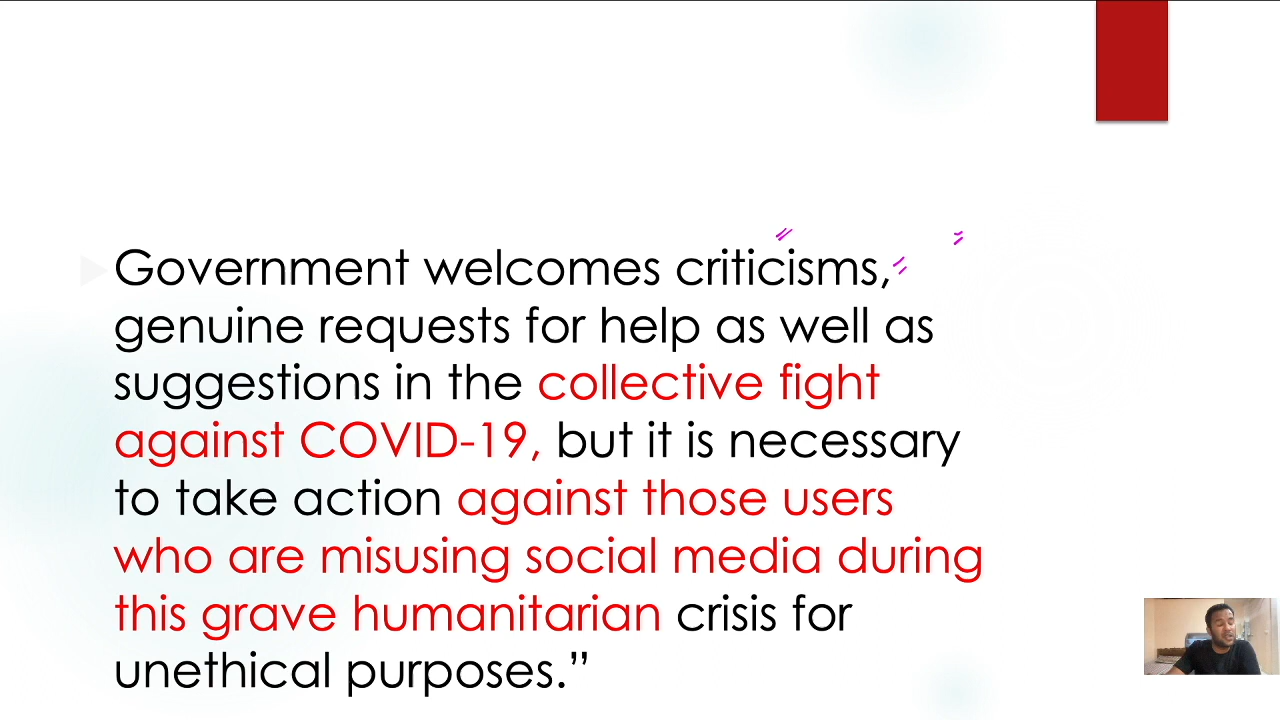 Government welcomes criticisms,
genuine requests for help as well as
suggestions in the collective fight
against COVID-19, but it is necessary
to take action against those users
who are misusing social media during
this grave humanitarian crisis for
unethical purposes.”